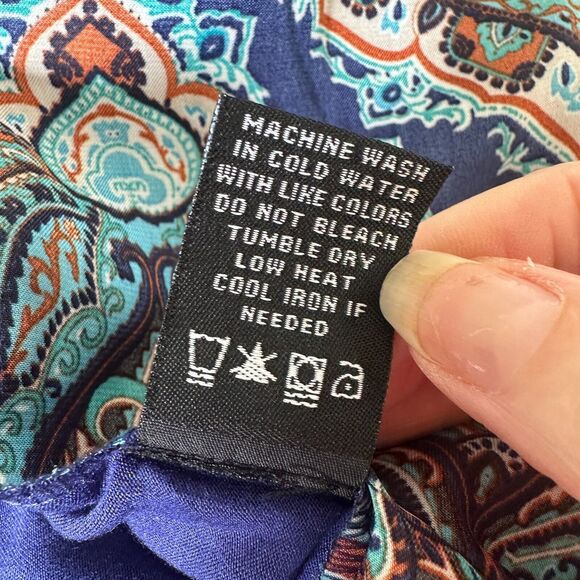 MACHINE WASH
IN COLD WATER
WITH LIKE COLORS
DO NOT BLEACH
TUMBLE DRY
LOW HEAT
COOL IRON IF
NEEDED